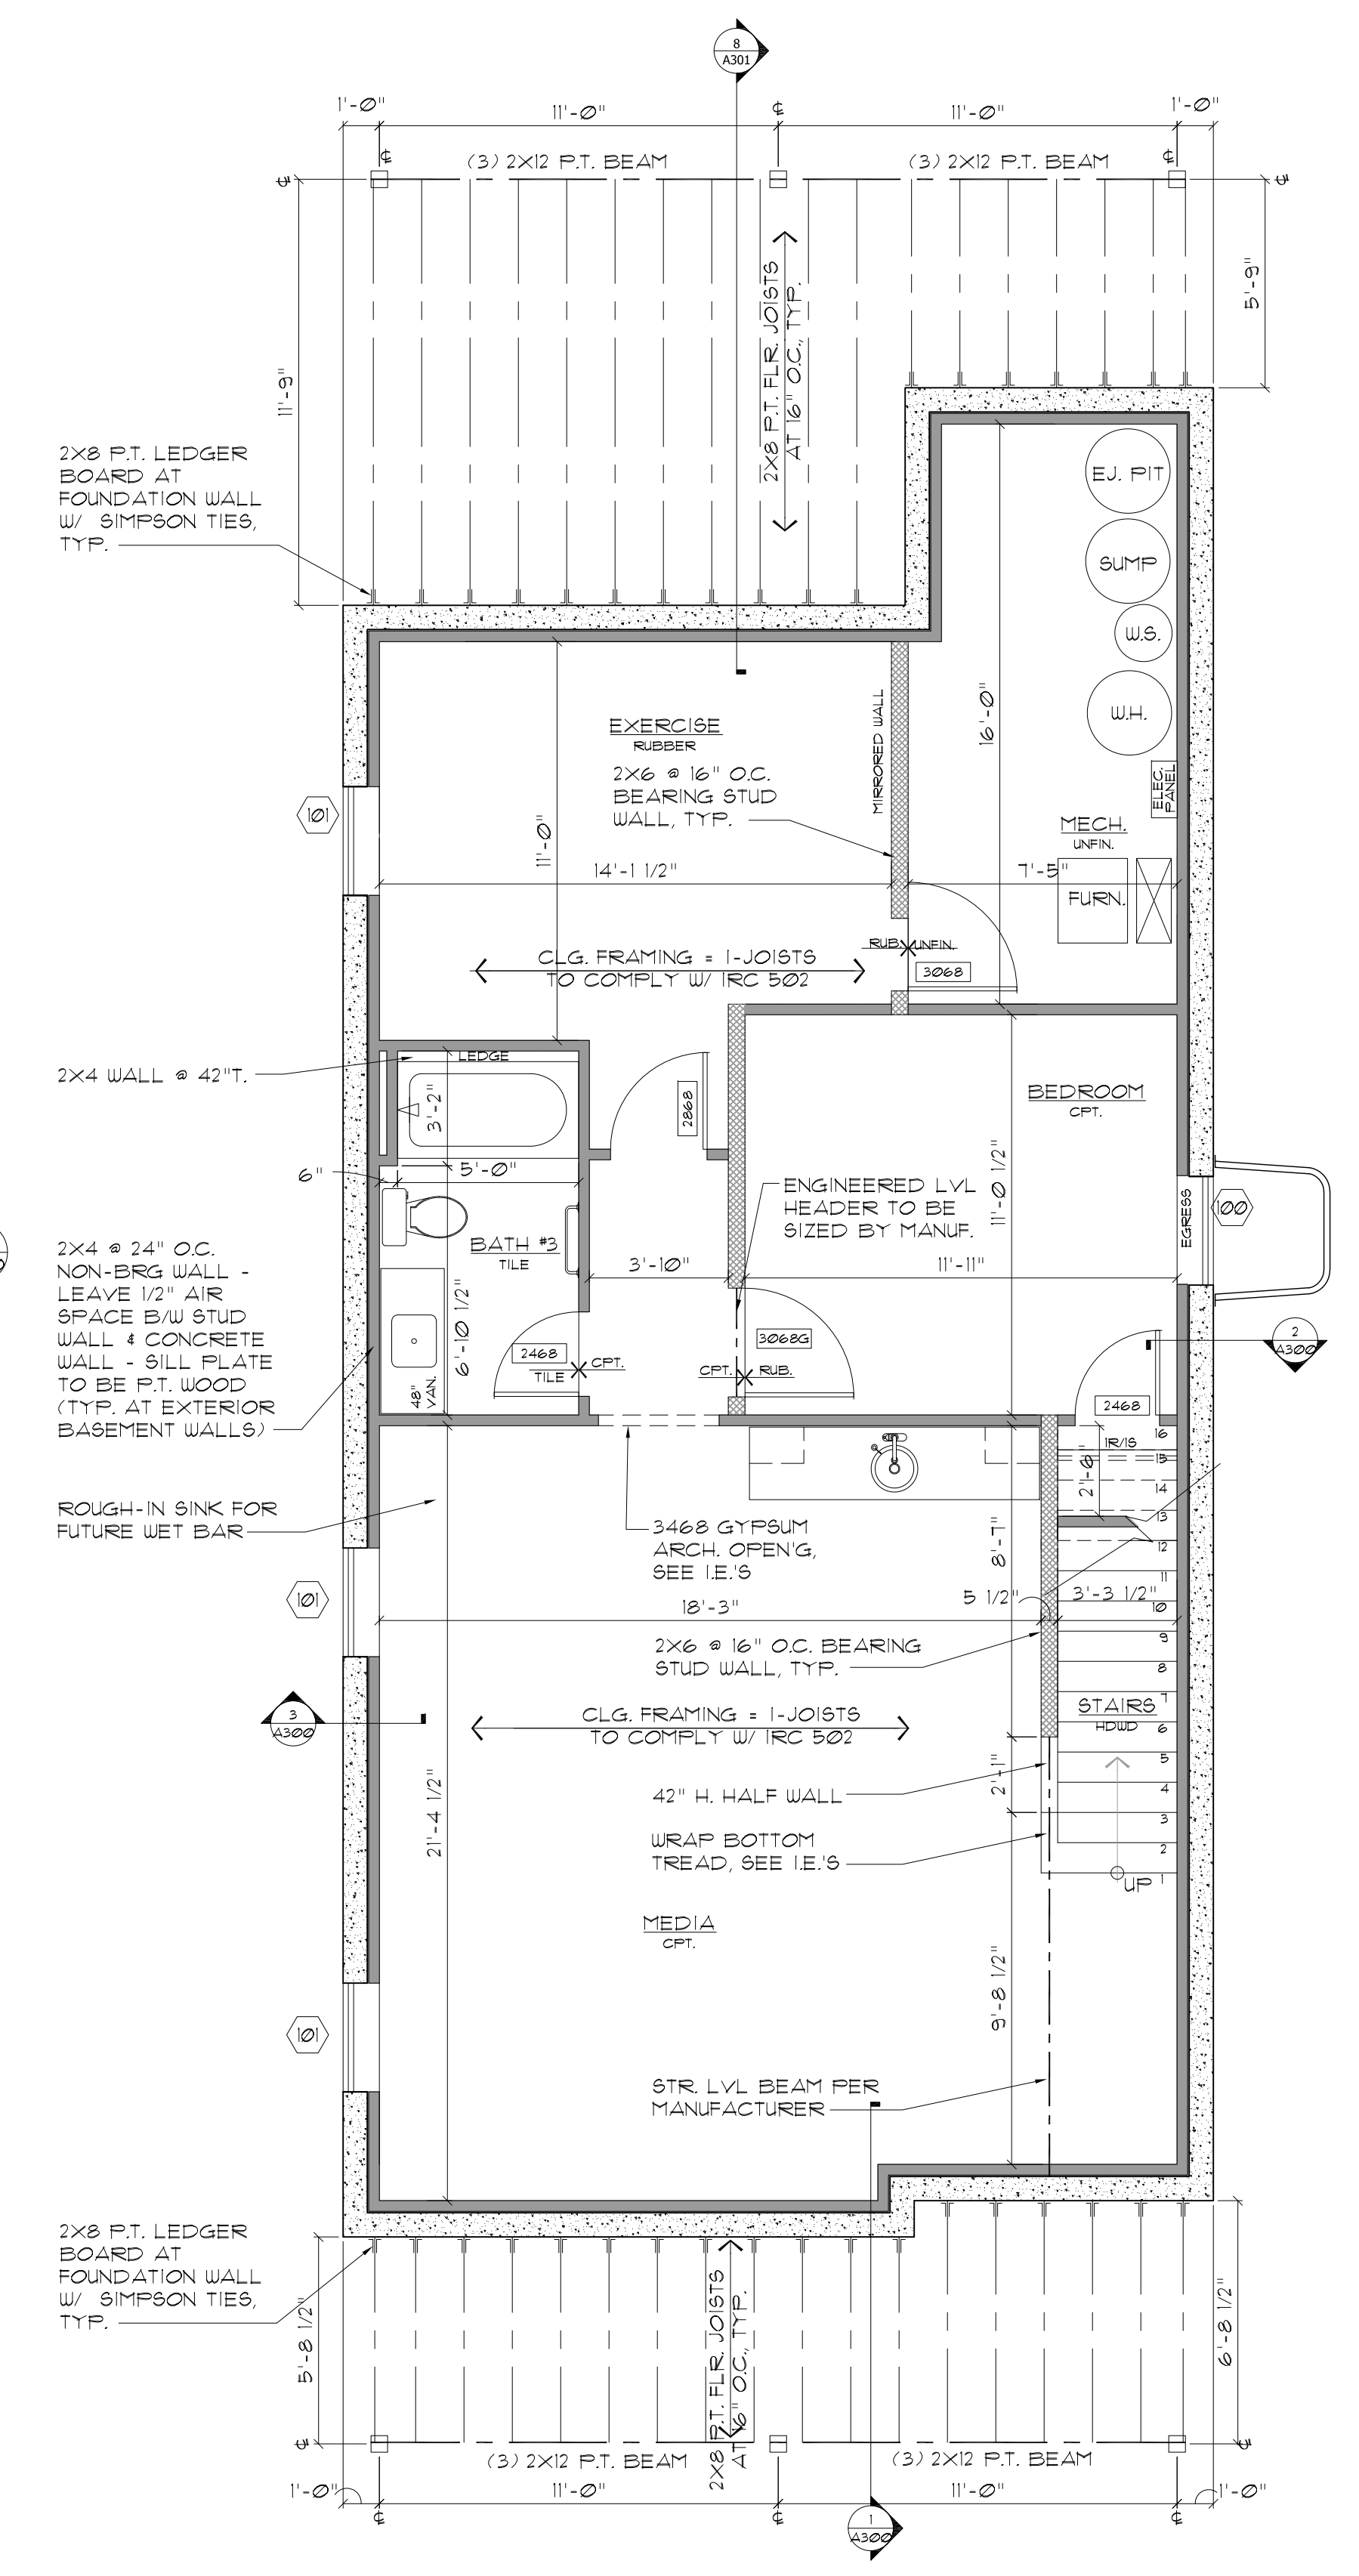 8
A301
1'-0"
11'-0"
11'-0"
1'-0"
(3) 2X12 P.T. BEAM
(3) 2X12 P.T. BEAM
11'-9"
5'-9"
2X8 P.T. FLR. JOISTS
AT 16" O.C., TYP.
2X8 P.T. LEDGER
BOARD AT
FOUNDATION WALL
W/ SIMPSON TIES,
TYP.
EJ. PIT
SUMP
W.S.
W.H.
ELEC.
PANEL
MECH.
UNFIN.
FURN.
16'-0"
7'-5"
MIRRORED WALL
EXERCISE
RUBBER
2X6 @ 16" O.C.
BEARING STUD
WALL, TYP.
101
11'-0"
14'-1 1/2"
RUB.
UNFIN.
3068
CLG. FRAMING = I-JOISTS
TO COMPLY W/ IRC 502
2X4 WALL @ 42"T.
LEDGE
3'-2"
5'-0"
6"
2868
BEDROOM
CPT.
ENGINEERED LVL
HEADER TO BE
SIZED BY MANUF.
11'-0 1/2"
EGRESS
100
BATH #3
TILE
3'-10"
11'-11"
2X4 @ 24" O.C.
NON-BRG WALL -
LEAVE 1/2" AIR
SPACE B/W STUD
WALL & CONCRETE
WALL - SILL PLATE
TO BE P.T. WOOD
(TYP. AT EXTERIOR
BASEMENT WALLS)
6'-10 1/2"
48"
VAN.
2468
TILE
CPT.
3068G
CPT.
RUB.
2
A300
2468
1R/1S
2'-6"
16
15
14
13
12
11
10
9
8
7
6
5
4
3
2
1
ROUGH-IN SINK FOR
FUTURE WET BAR
3468 GYPSUM
ARCH. OPEN'G,
SEE I.E.'S
8'-7"
101
5 1/2"
3'-3 1/2"
18'-3"
2X6 @ 16" O.C. BEARING
STUD WALL, TYP.
STAIRS
HDWD
3
A300
CLG. FRAMING = I-JOISTS
TO COMPLY W/ IRC 502
42" H. HALF WALL
2'-1"
21'-4 1/2"
WRAP BOTTOM
TREAD, SEE I.E.'S
UP
MEDIA
CPT.
9'-8 1/2"
101
STR. LVL BEAM PER
MANUFACTURER
2X8 P.T. LEDGER
BOARD AT
FOUNDATION WALL
W/ SIMPSON TIES,
TYP.
5'-8 1/2"
6'-8 1/2"
2X8 P.T. FLR. JOISTS
AT 16" O.C., TYP.
(3) 2X12 P.T. BEAM
(3) 2X12 P.T. BEAM
1'-0"
11'-0"
11'-0"
1'-0"
1
A300